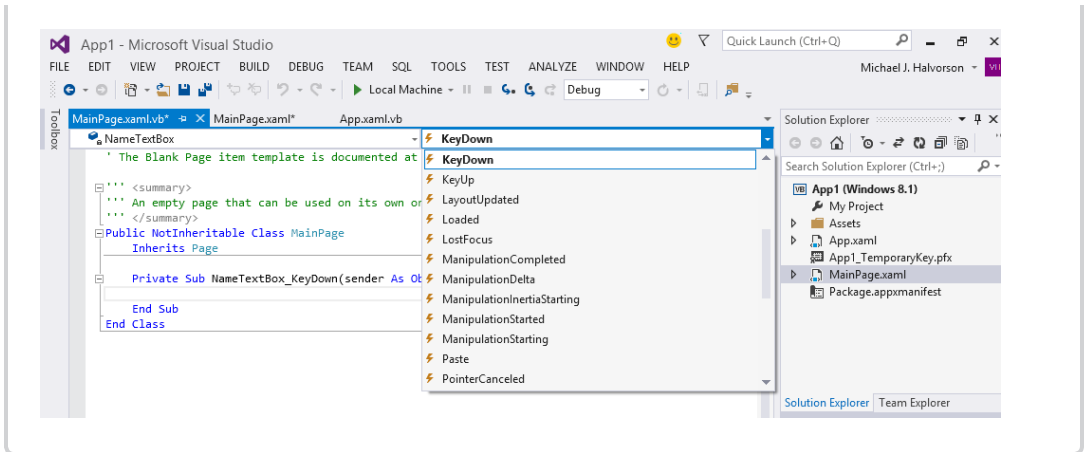 App1 - Microsoft Visual Studio
Quick Launch (Ctrl+Q)
FILE EDIT VIEW PROJECT BUILD DEBUG TEAM SQL TOOLS TEST ANALYZE WINDOW HELP
Michael J. Halvorson
Local Machine
Debug
Toolbox
MainPage.xaml.vb*
MainPage.xaml*
App.xaml.vb
NameTextBox
KeyDown
' The Blank Page item template is documented at
''' <summary>
''' An empty page that can be used on its own or
''' </summary>
Public NotInheritable Class MainPage
Inherits Page
Private Sub NameTextBox_KeyDown(sender As Ob
End Sub
End Class
KeyDown
KeyUp
LayoutUpdated
Loaded
LostFocus
ManipulationCompleted
ManipulationDelta
ManipulationInertiaStarting
ManipulationStarted
ManipulationStarting
Paste
PointerCanceled
Solution Explorer
Search Solution Explorer (Ctrl+;)
VB App1 (Windows 8.1)
My Project
Assets
App.xaml
App1_TemporaryKey.pfx
MainPage.xaml
Package.appxmanifest
Solution Explorer Team Explorer